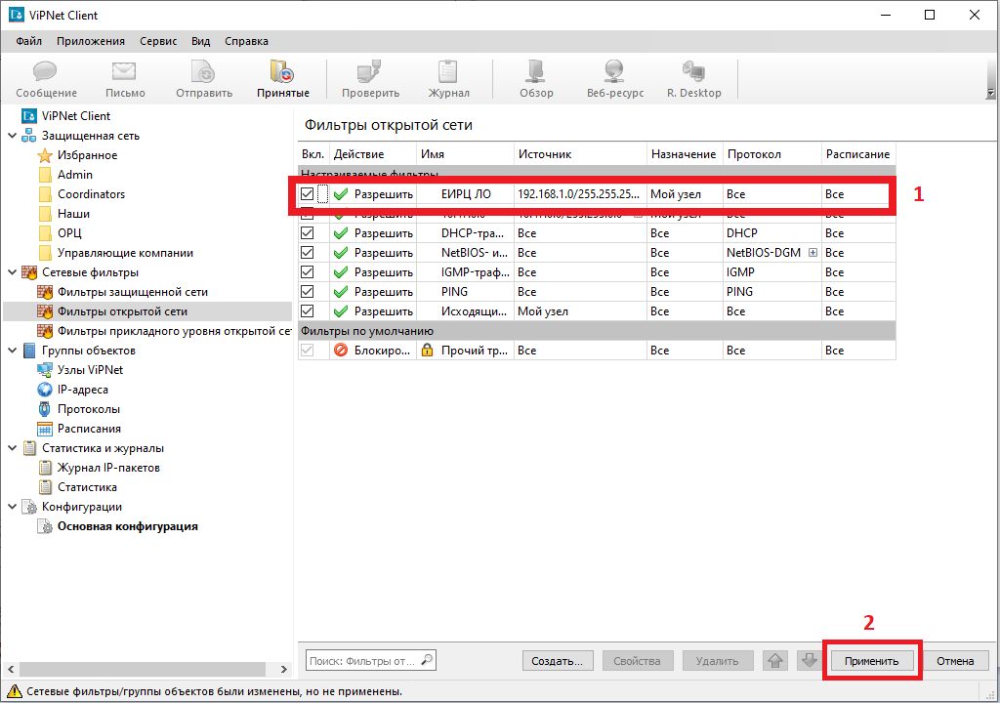 ViPNet Client
Файл Приложения Сервис Вид Справка
Сообщение Письмо Отправить Принятые Проверить Журнал Обзор Веб-ресурс R. Desktop
ViPNet Client
Защищенная сеть
Избранное
Admin
Coordinators
Наши
ОРЦ
Управляющие компании
Сетевые фильтры
Фильтры защищенной сети
Фильтры открытой сети
Фильтры прикладного уровня открытой сет
Группы объектов
Узлы ViPNet
IP-адреса
Протоколы
Расписания
Статистика и журналы
Журнал IP-пакетов
Статистика
Конфигурации
Основная конфигурация
Фильтры открытой сети
Вкл. Действие Имя Источник Назначение Протокол Расписание
Настраиваемые фильтры
Разрешить ЕИРЦ ЛО 192.168.1.0/255.255.25... Мой узел Все Все
1
Разрешить Мой узел Все Все
Разрешить DHCP-тра... Все Все DHCP Все
Разрешить NetBIOS- и... Все Все NetBIOS-DGM Все
Разрешить IGMP-траф... Все Все IGMP Все
Разрешить PING Все Все PING Все
Разрешить Исходящи... Мой узел Все Все Все
Фильтры по умолчанию
Блокиро... Прочий тр... Все Все Все Все
2
Поиск: Фильтры от... Создать... Свойства Удалить Применить Отмена
Сетевые фильтры/группы объектов были изменены, но не применены.